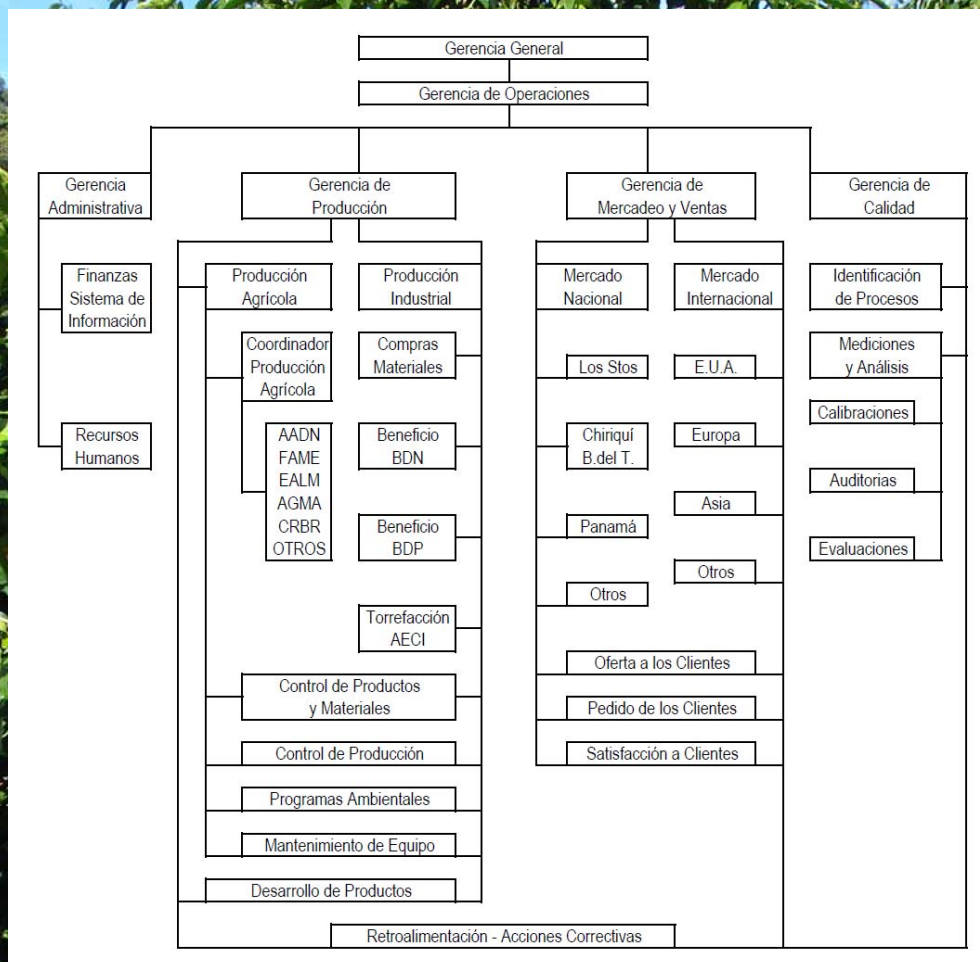 Gerencia General
Gerencia de Operaciones
Gerencia
Administrativa
Gerencia de
Producción
Gerencia de
Mercadeo y Ventas
Gerencia de
Calidad
Finanzas
Sistema de
Información
Recursos
Humanos
Producción
Agrícola
Coordinador
Producción
Agrícola
AADN
FAME
EALM
AGMA
CRBR
OTROS
Producción
Industrial
Compras
Materiales
Beneficio
BDN
Beneficio
BDP
Torrefacción
AECI
Control de Productos
y Materiales
Control de Producción
Programas Ambientales
Mantenimiento de Equipo
Desarrollo de Productos
Mercado
Nacional
Los Stos
Chiriquí
B.del T.
Panamá
Otros
Mercado
Internacional
E.U.A.
Europa
Asia
Otros
Oferta a los Clientes
Pedido de los Clientes
Satisfacción a Clientes
Identificación
de Procesos
Mediciones
y Análisis
Calibraciones
Auditorias
Evaluaciones
Retroalimentación - Acciones Correctivas